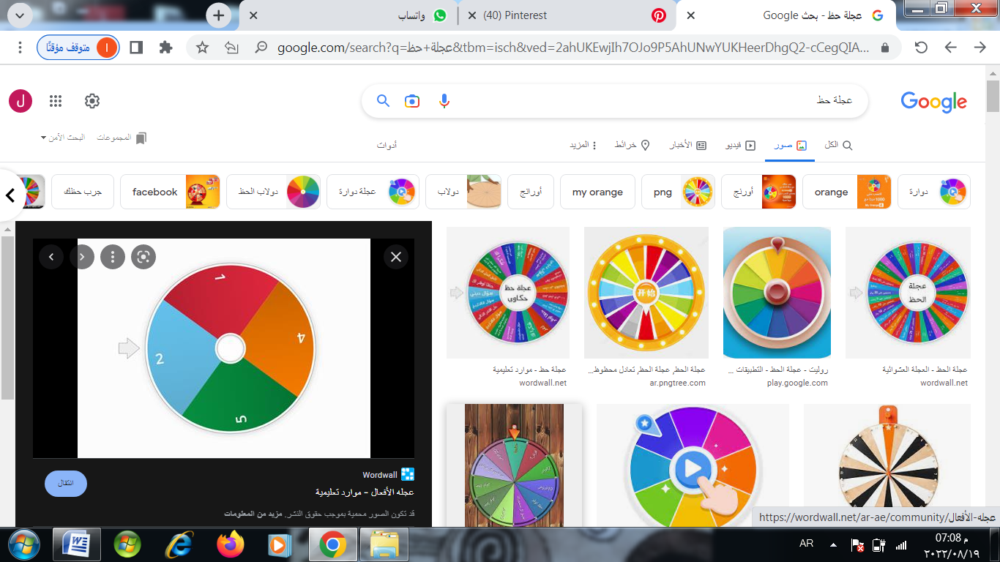 عجلة حظ - بحث Google
(40) Pinterest
واتساب
google.com/search?q=عجلة+حظ&tbm=isch&ved=2ahUKEwjIh7OJo9P5AhUNwYUKHeerDhgQ2-cCegQIA...
متوقف مؤقتًا
ا
Google
عجلة حظ
ل
الكل
صور
فيديو
الأخبار
خرائط
المزيد
أدوات
المجموعات
البحث الآمن
دوارة
orange
أورنج
png
my orange
أورانج
دولاب
عجلة دوارة
دولاب الحظ
facebook
جرب حظك
1
4
2
5
Wordwall
عجله الأفعال – موارد تعليمية
انتقال
قد تكون الصور محمية بموجب حقوق النشر. مزيد من المعلومات
عجلة الحظ
عجلة الحظ - العجلة العشوائية
wordwall.net
روليت - عجلة الحظ - التطبيقات ...
play.google.com
开始
عجلة الحظ, عجلة الحظ, تعادل محظوظ...
ar.pngtree.com
عجلة حظ حكاوي
عجلة حظ - موارد تعليمية
wordwall.net
https://wordwall.net/ar-ae/community/عجله-الأفعال
AR
07:08 م
٢٠٢٢/٠٨/١٩